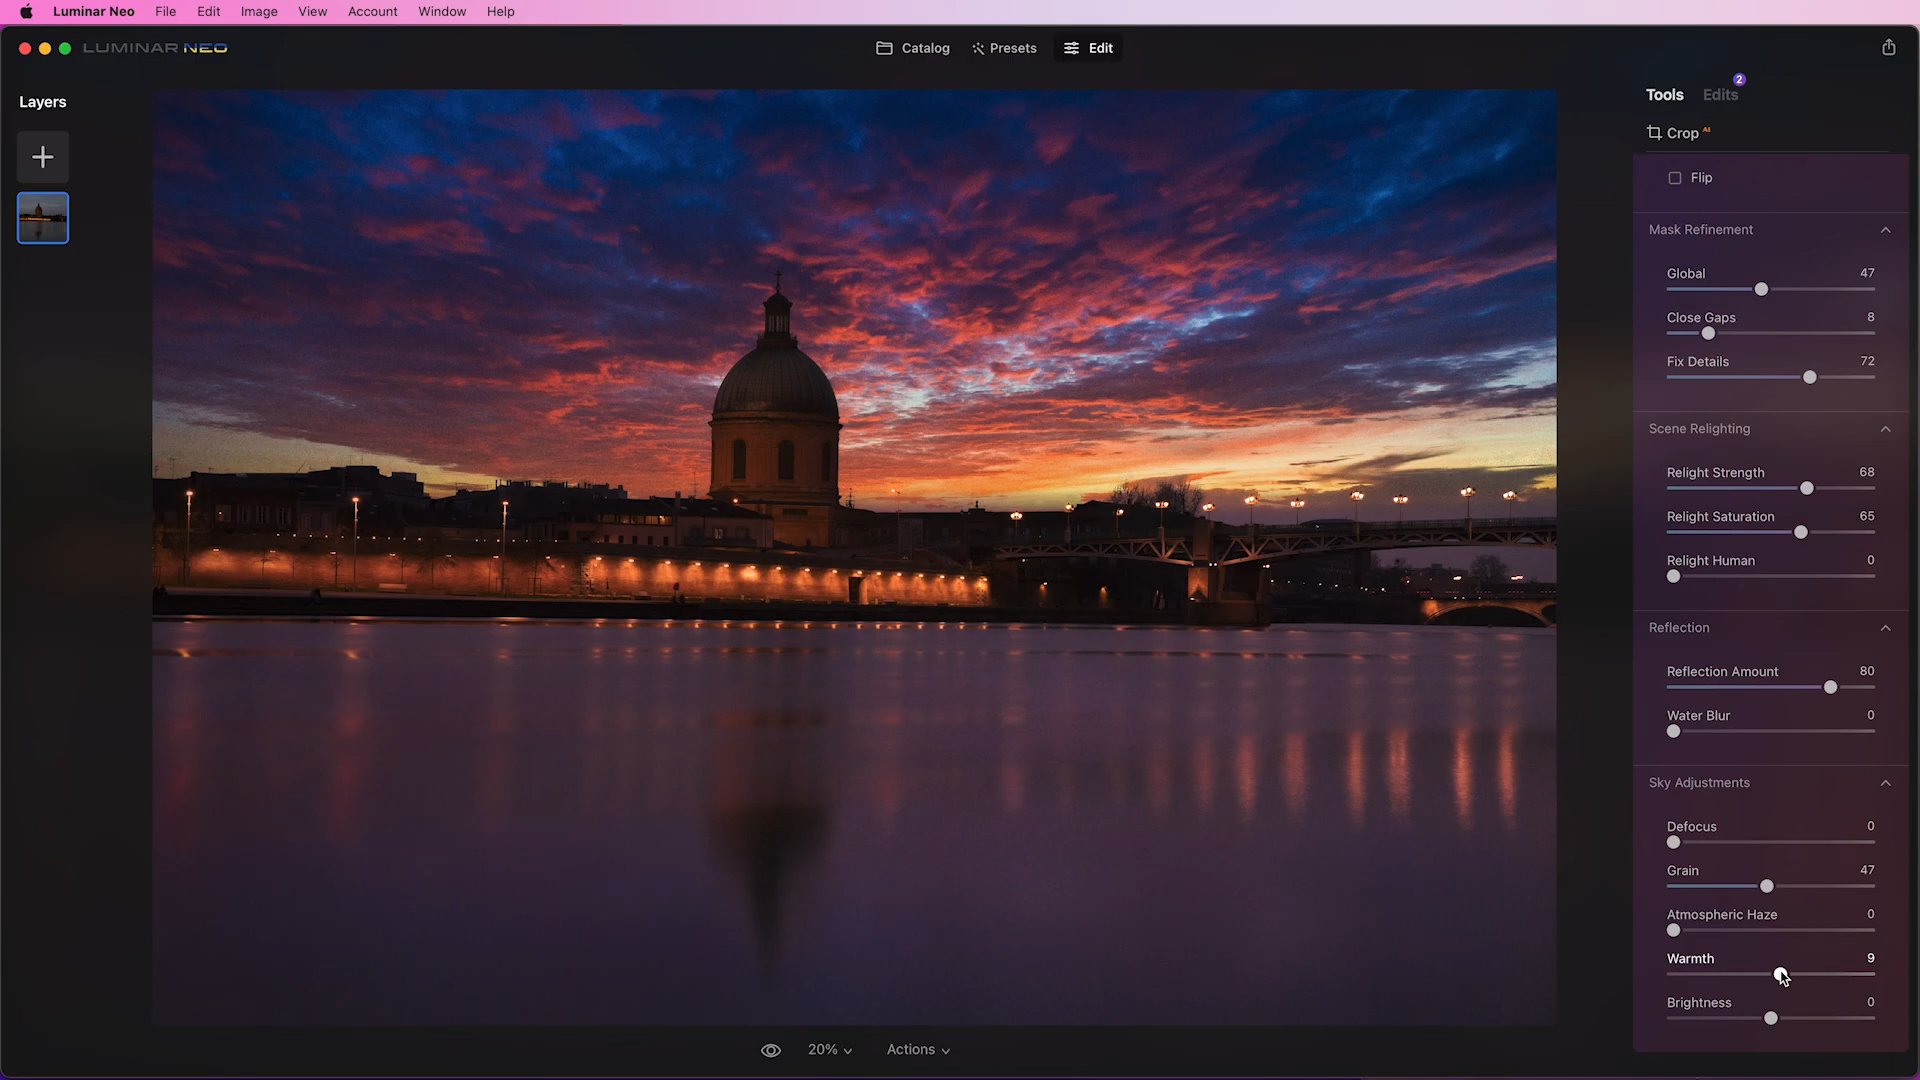 Luminar Neo File Edit Image View Account Window Help
LUMINAR NEO
Catalog Presets Edit
Layers
Tools Edits 2
Crop AI
Flip
Mask Refinement
Global 47
Close Gaps 8
Fix Details 72
Scene Relighting
Relight Strength 68
Relight Saturation 65
Relight Human 0
Reflection
Reflection Amount 80
Water Blur 0
Sky Adjustments
Defocus 0
Grain 47
Atmospheric Haze 0
Warmth 9
Brightness 0
20% Actions